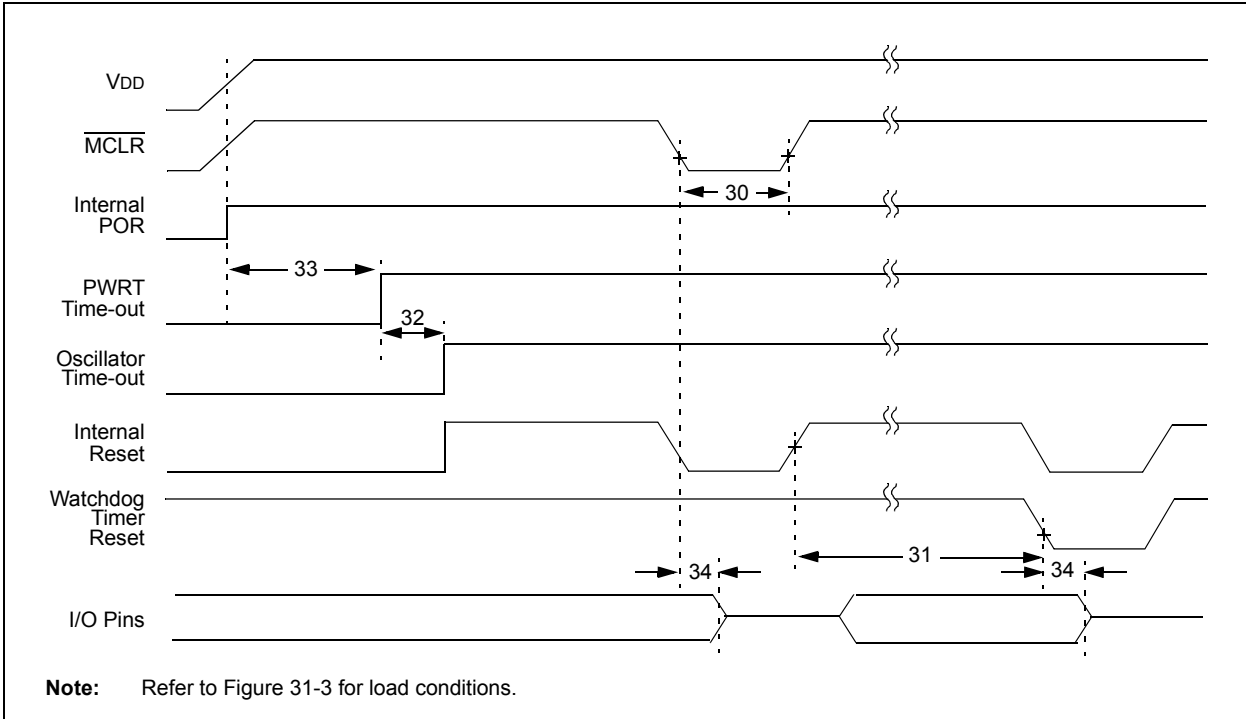 VDD
MCLR
30
Internal
POR
33
PWRT
Time-out
32
Oscillator
Time-out
Internal
Reset
Watchdog
Timer
Reset
31
34
34
I/O Pins
Note: Refer to Figure 31-3 for load conditions.